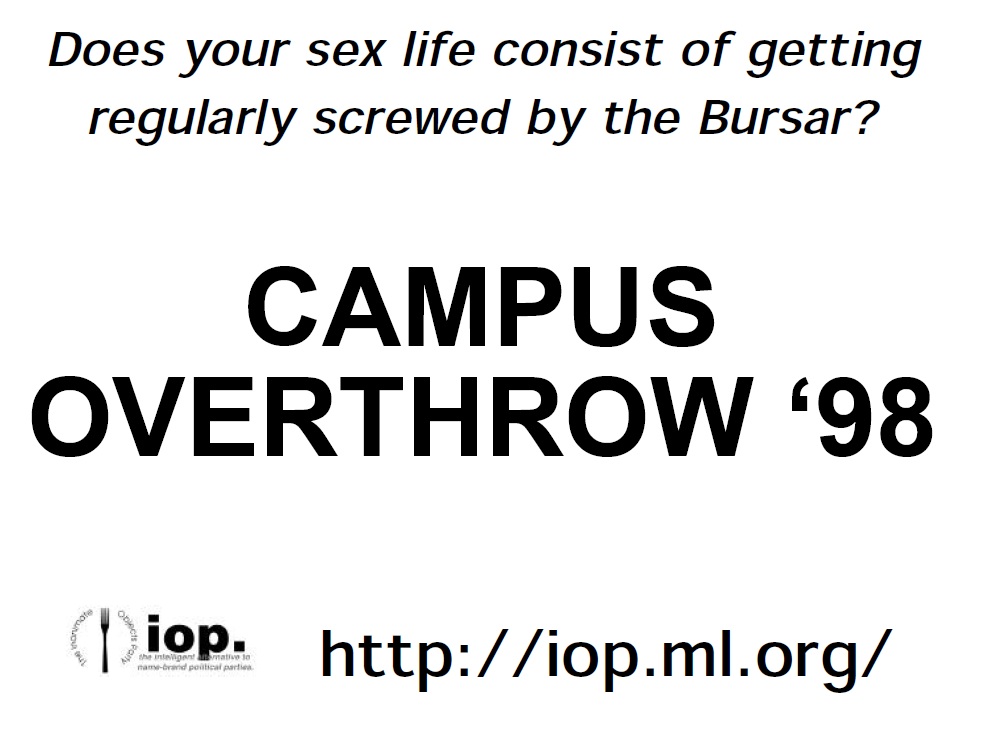 Does your sex life consist of getting
regularly screwed by the Bursar?
CAMPUS
OVERTHROW ‘98
the Inanimate
Objects Party
iop.
the intelligent alternative to
name-brand political parties.
http://iop.ml.org/